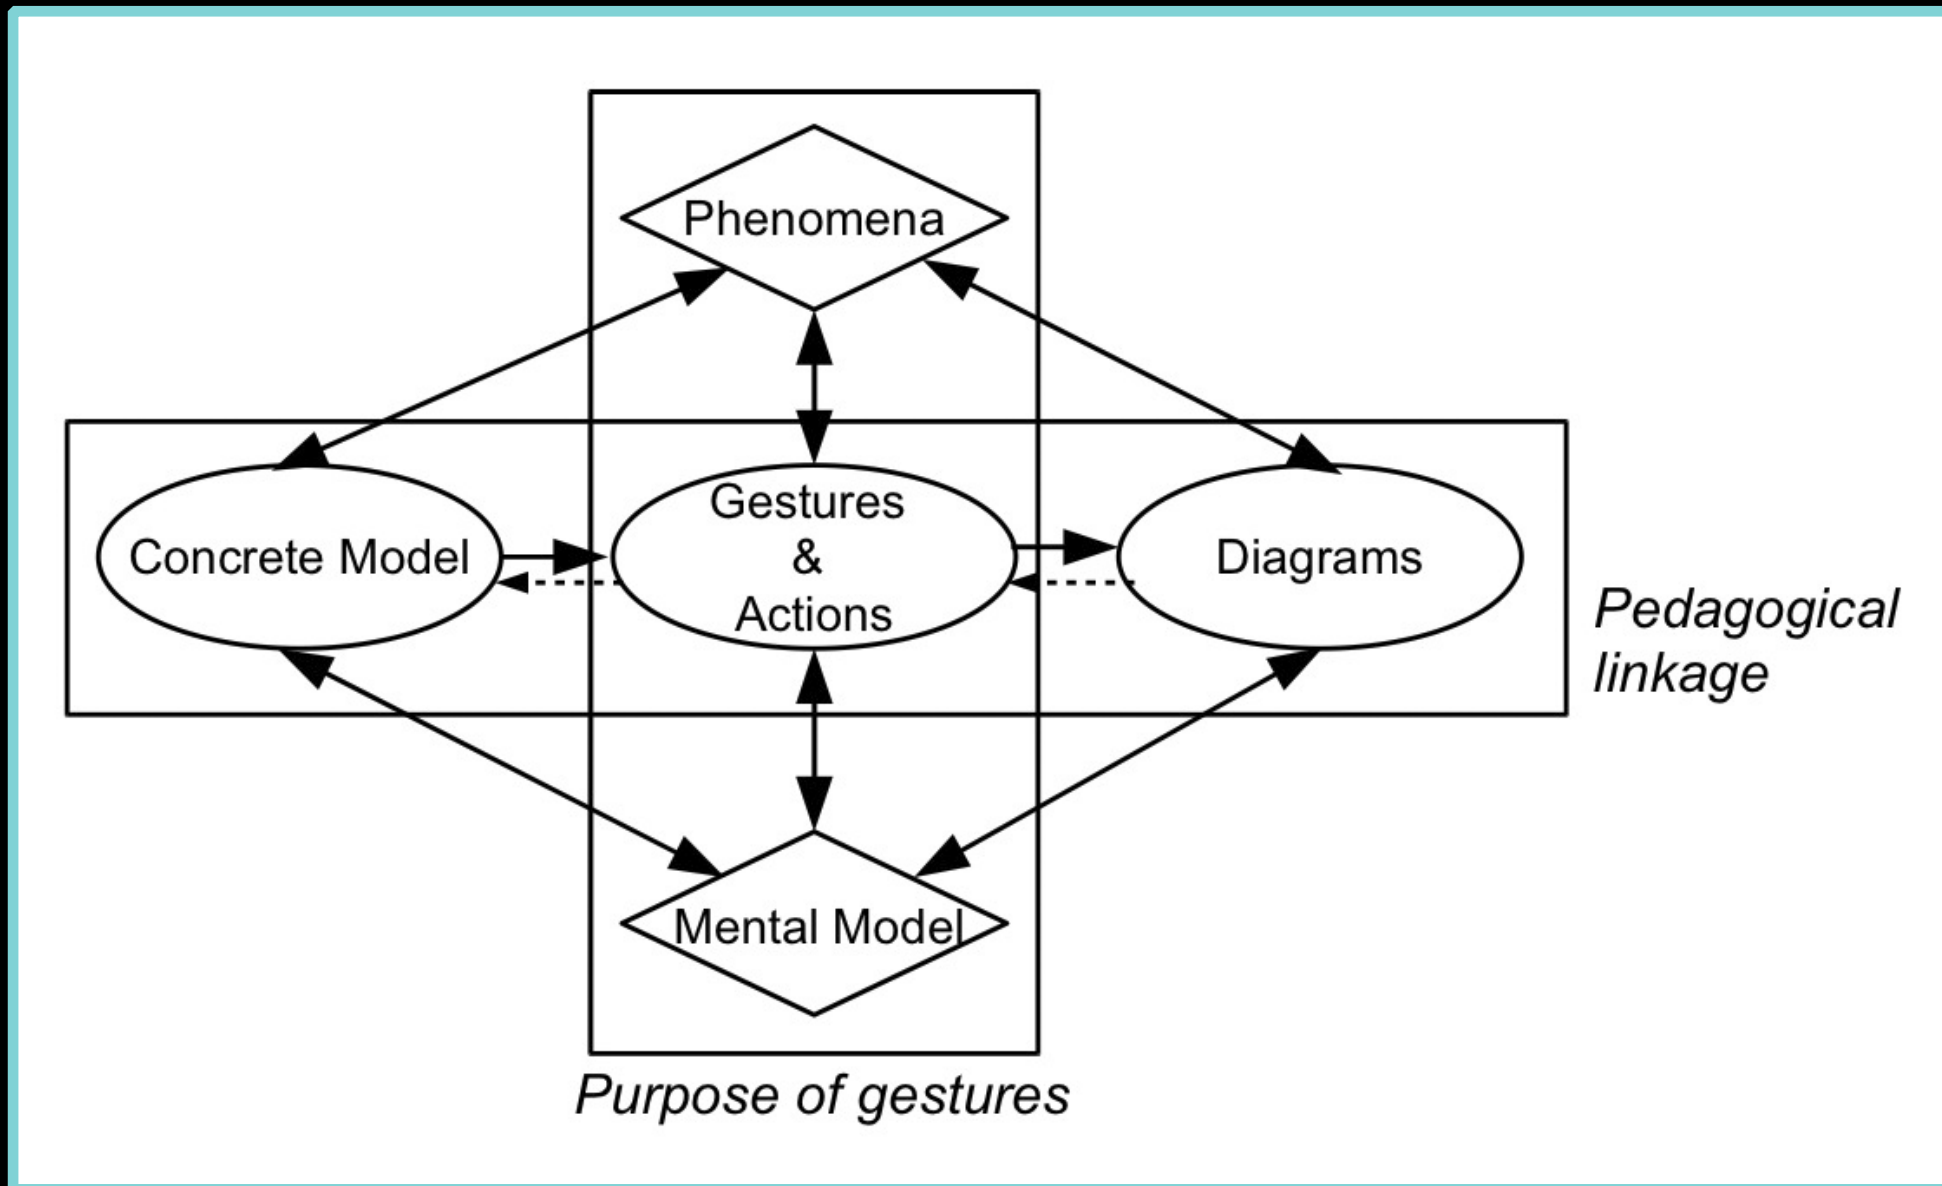 Phenomena
Concrete Model
Gestures
&
Actions
Diagrams
Pedagogical
linkage
Mental Model
Purpose of gestures